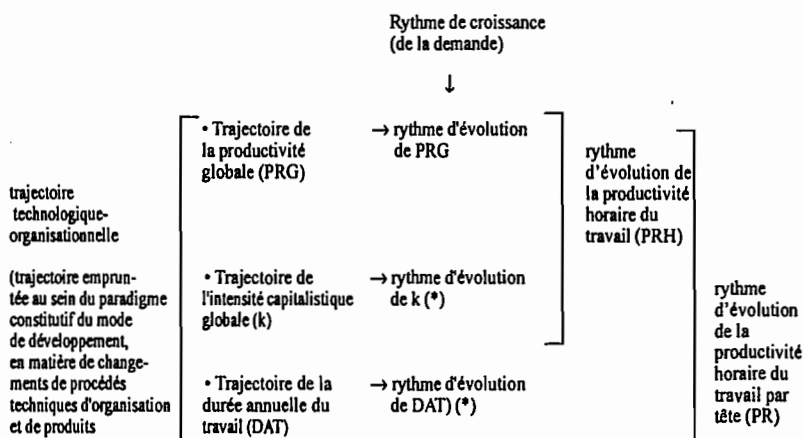 Rythme de croissance
(de la demande)
↓
trajectoire
technologique-
organisationnelle
(trajectoire emprun-
tée au sein du paradigme
constitutif du mode
de développement,
en matière de change-
ments de procédés
techniques d'organisation
et de produits
• Trajectoire de
la productivité
globale (PRG)
→ rythme d'évolution
de PRG
• Trajectoire de
l'intensité capitalistique
globale (k)
→ rythme d'évolution
de k (*)
• Trajectoire de la
durée annuelle du
travail (DAT)
→ rythme d'évolution
de DAT) (*)
rythme
d'évolution de
la productivité
horaire du
travail (PRH)
rythme
d'évolution
de la
productivité
horaire du
travail par
tête (PR)